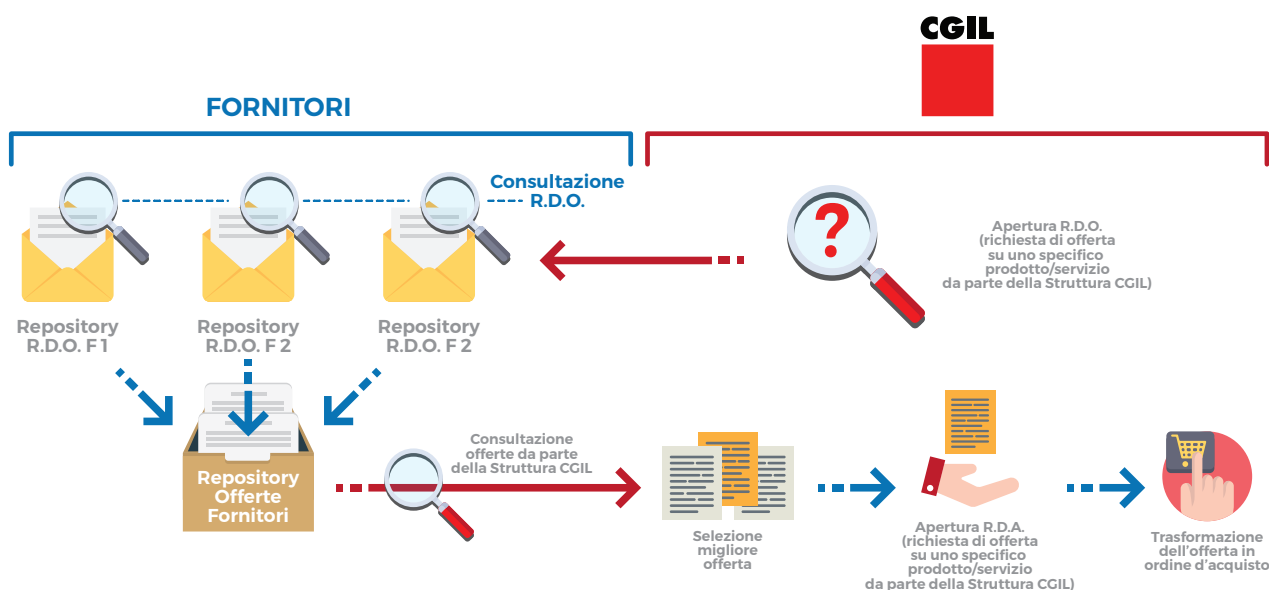 CGIL
FORNITORI
Consultazione
R.D.O.
?
Apertura R.D.O.
(richiesta di offerta
su uno specifico
prodotto/servizio
da parte della Struttura CGIL)
Repository
R.D.O. F 1
Repository
R.D.O. F 2
Repository
R.D.O. F 2
Repository
Offerte
Fornitori
Consultazione
offerte da parte
della Struttura CGIL
Selezione
migliore
offerta
Apertura R.D.A.
(richiesta di offerta
su uno specifico
prodotto/servizio
da parte della Struttura CGIL)
Trasformazione
dell'offerta in
ordine d'acquisto